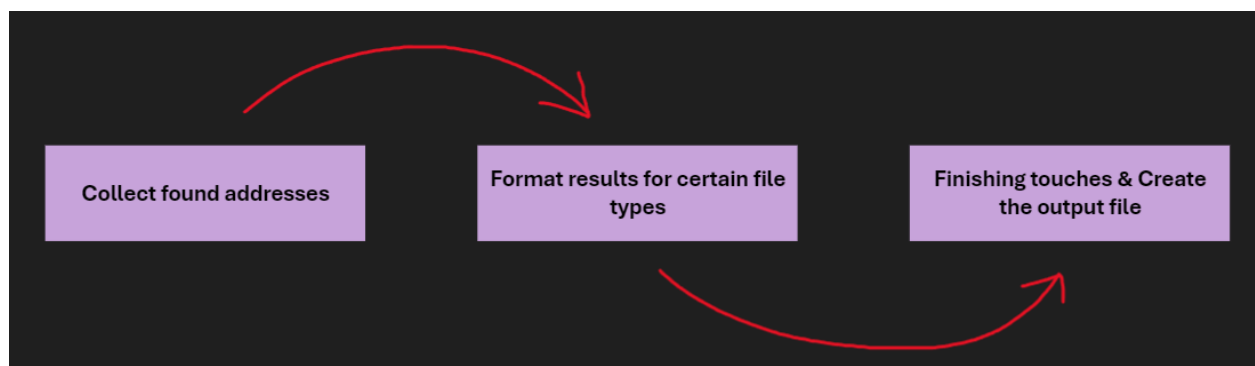 Collect found addresses
Format results for certain file
types
Finishing touches & Create
the output file